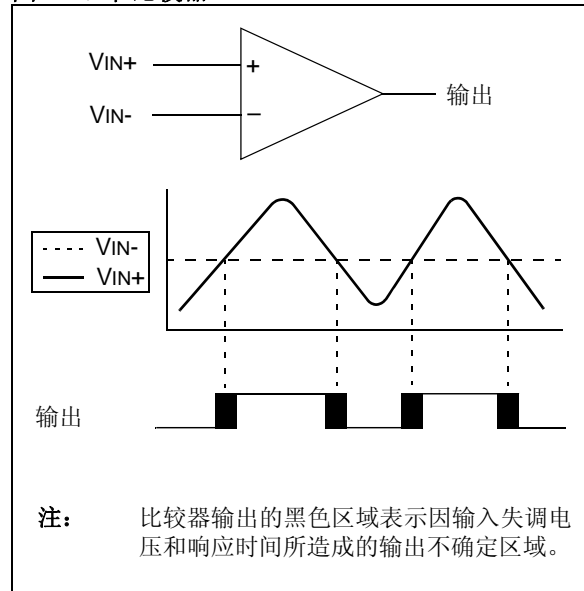 VIN+
+
输出
VIN-
–
VIN-
VIN+
输出
注：
比较器输出的黑色区域表示因输入失调电
压和响应时间所造成的输出不确定区域。